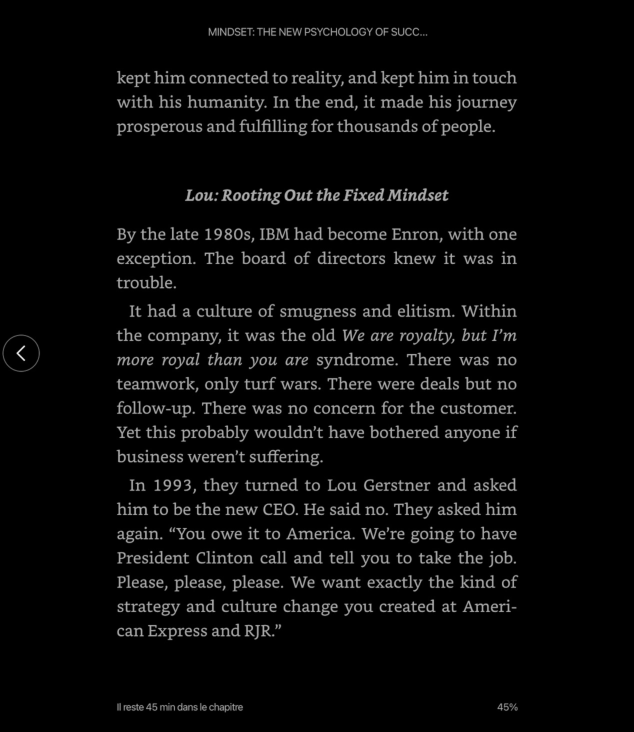 MINDSET: THE NEW PSYCHOLOGY OF SUCC...
kept him connected to reality, and kept him in touch
with his humanity. In the end, it made his journey
prosperous and fulfilling for thousands of people.
Lou: Rooting Out the Fixed Mindset
By the late 1980s, IBM had become Enron, with one
exception. The board of directors knew it was in
trouble.
It had a culture of smugness and elitism. Within
the company, it was the old We are royalty, but I’m
more royal than you are syndrome. There was no
teamwork, only turf wars. There were deals but no
follow-up. There was no concern for the customer.
Yet this probably wouldn’t have bothered anyone if
business weren’t suffering.
In 1993, they turned to Lou Gerstner and asked
him to be the new CEO. He said no. They asked him
again. “You owe it to America. We’re going to have
President Clinton call and tell you to take the job.
Please, please, please. We want exactly the kind of
strategy and culture change you created at Ameri-
can Express and RJR.”
Il reste 45 min dans le chapitre
45%